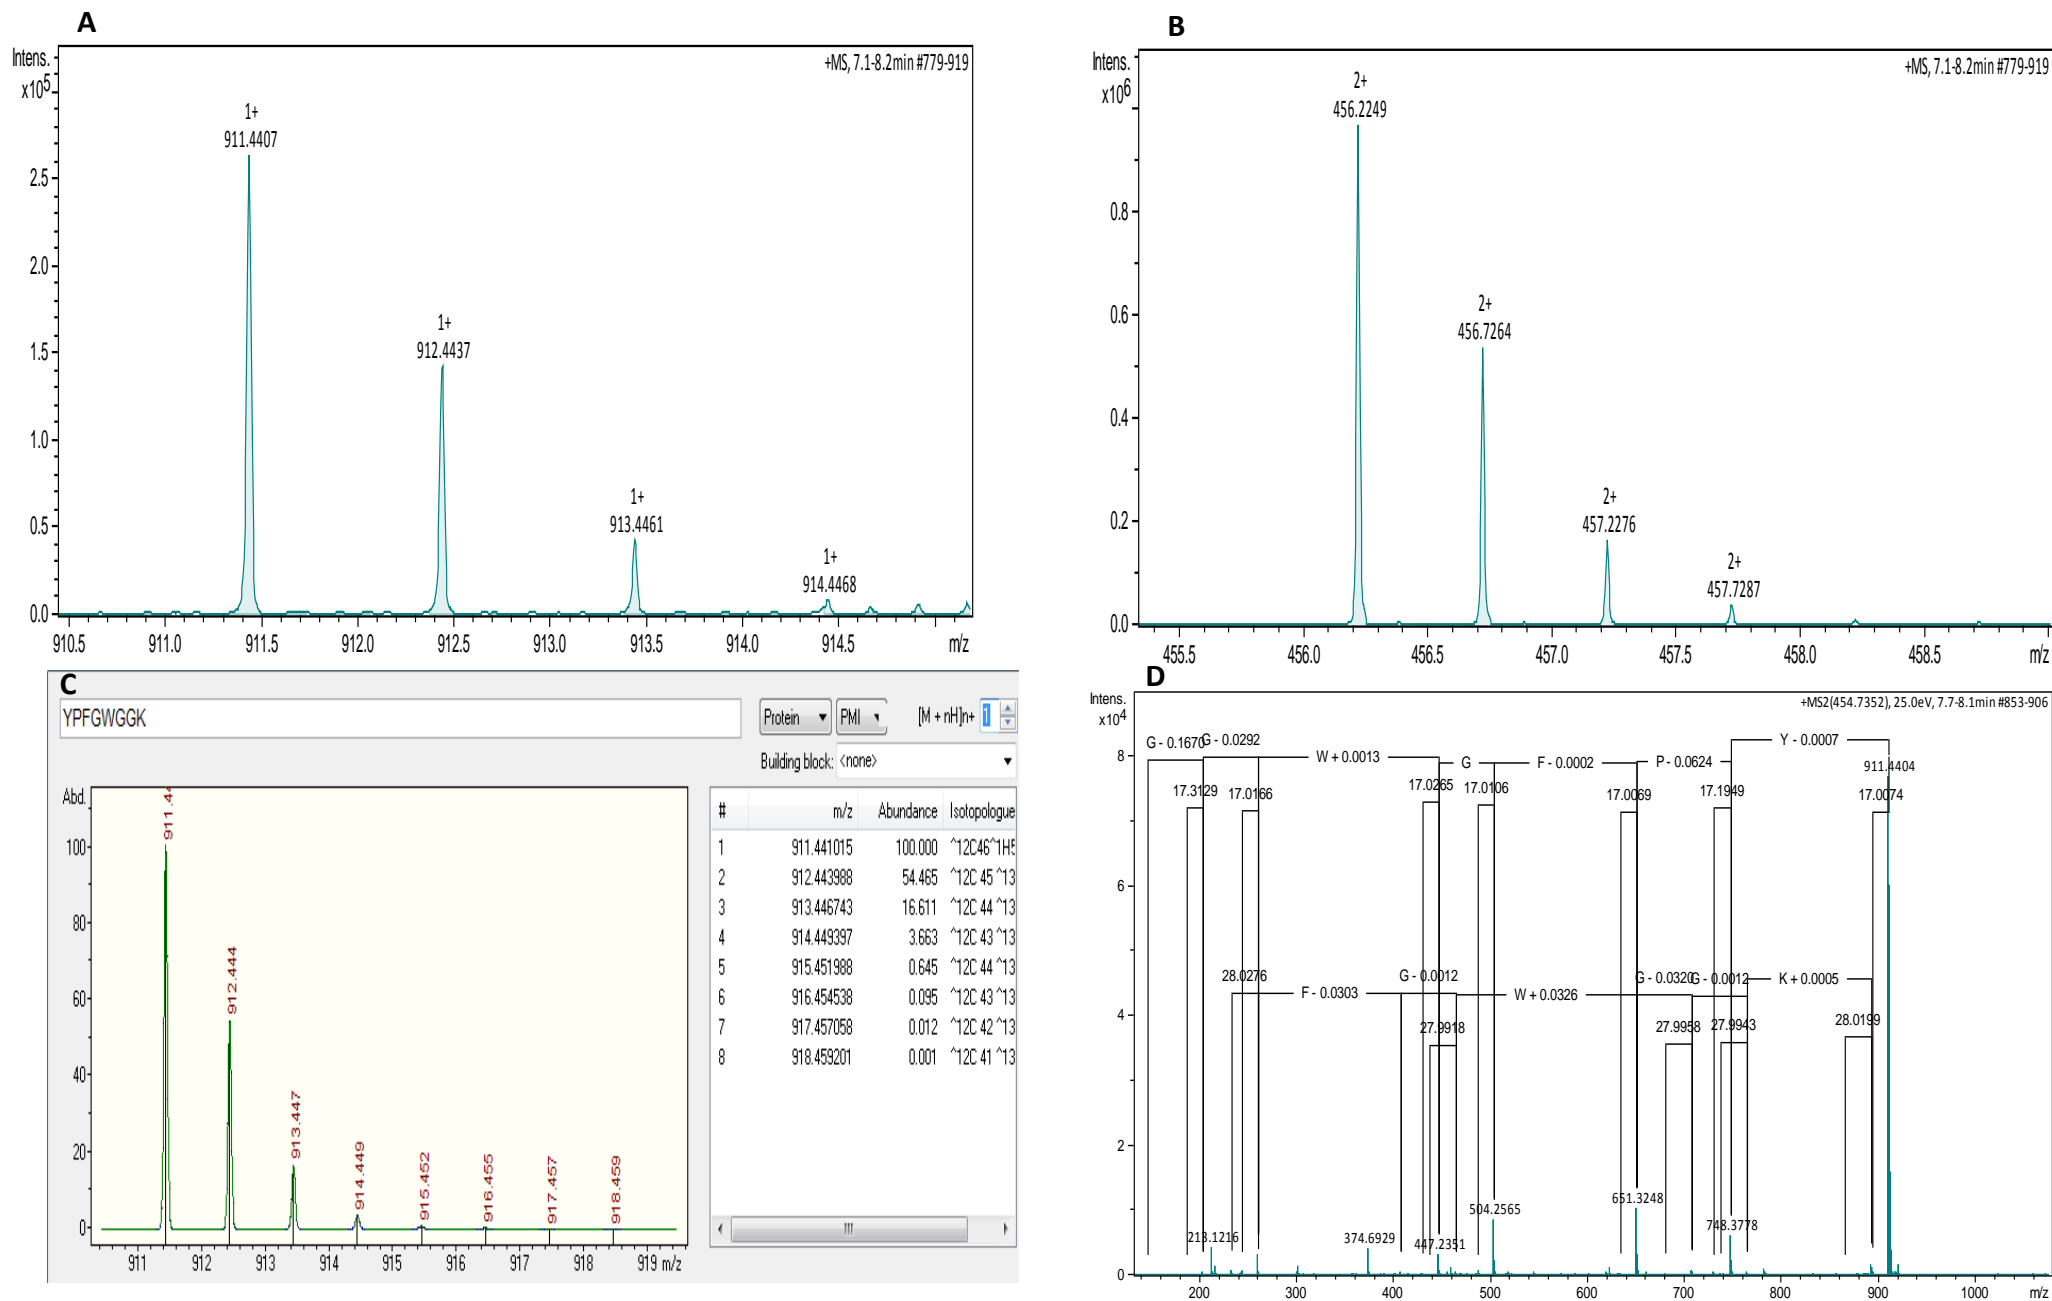 A
Intens.
x10^5
+MS, 7.1-8.2min #779-919
1+
911.4407
1+
912.4437
1+
913.4461
1+
914.4468
2.5
2.0
1.5
1.0
0.5
0.0
910.5 911.0 911.5 912.0 912.5 913.0 913.5 914.0 914.5 m/z
B
Intens.
x10^6
+MS, 7.1-8.2min #779-919
2+
456.2249
2+
456.7264
2+
457.2276
2+
457.7287
0.8
0.6
0.4
0.2
0.0
455.5 456.0 456.5 457.0 457.5 458.0 458.5 m/z
C
YPFGWGGK
Protein PMI [M + nH]n+ 1
Building block: <none>
Abd.
100
80
60
40
20
0
911.44
912.444
913.447
914.449
915.452
916.455
917.457
918.459
911 912 913 914 915 916 917 918 919 m/z
# m/z Abundance Isotopologue
1 911.441015 100.000 ^12C46^1H5
2 912.443988 54.465 ^12C 45 ^13
3 913.446743 16.611 ^12C 44 ^13
4 914.449397 3.663 ^12C 43 ^13
5 915.451988 0.645 ^12C 44 ^13
6 916.454538 0.095 ^12C 43 ^13
7 917.457058 0.012 ^12C 42 ^13
8 918.459201 0.001 ^12C 41 ^13
D
Intens.
x10^4
+MS2(454.7352), 25.0eV, 7.7-8.1min #853-906
G - 0.1670 G - 0.0292 W + 0.0013 G F - 0.0002 P - 0.0624 Y - 0.0007
911.4404
17.3129 17.0166 17.0265 17.0106 17.0069 17.1949 17.0074
28.0276 F - 0.0303 G - 0.0012 W + 0.0326 G - 0.0320 G - 0.0012 K + 0.0005
27.9918 27.9958 27.9943 28.0199
213.1216 374.6929 447.2351 504.2565 651.3248 748.3778
8
6
4
2
0
200 300 400 500 600 700 800 900 1000 m/z